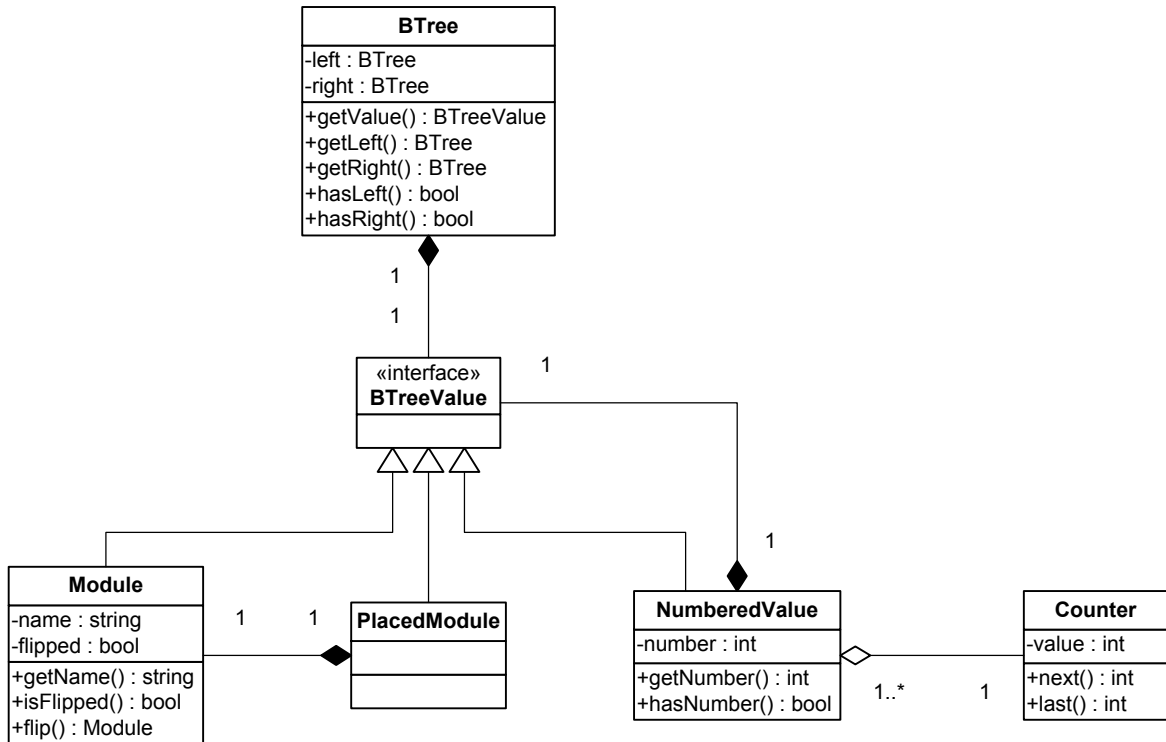 BTree
-left : BTree
-right : BTree
+getValue() : BTreeValue
+getLeft() : BTree
+getRight() : BTree
+hasLeft() : bool
+hasRight() : bool
1
1
«interface»
BTreeValue
1
1
Module
-name : string
-flipped : bool
+getName() : string
+isFlipped() : bool
+flip() : Module
1
1
PlacedModule
NumberedValue
-number : int
+getNumber() : int
+hasNumber() : bool
1..*
1
Counter
-value : int
+next() : int
+last() : int